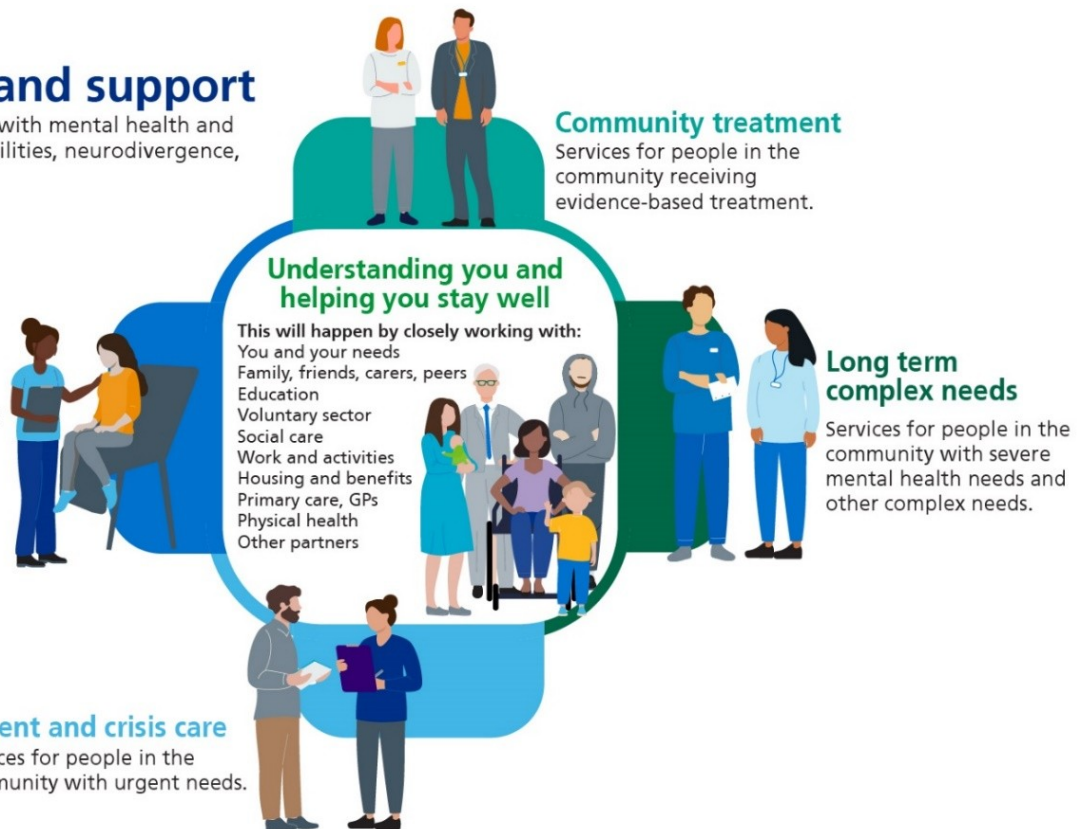 and support
with mental health and
neurodivergence,
Community treatment
Services for people in the
community receiving
evidence-based treatment.
Understanding you and
helping you stay well
This will happen by closely working with:
You and your needs
Family, friends, carers, peers
Education
Voluntary sector
Social care
Work and activities
Housing and benefits
Primary care, GPs
Physical health
Other partners
Long term
complex needs
Services for people in the
community with severe
mental health needs and
other complex needs.
and crisis care
for people in the
with urgent needs.